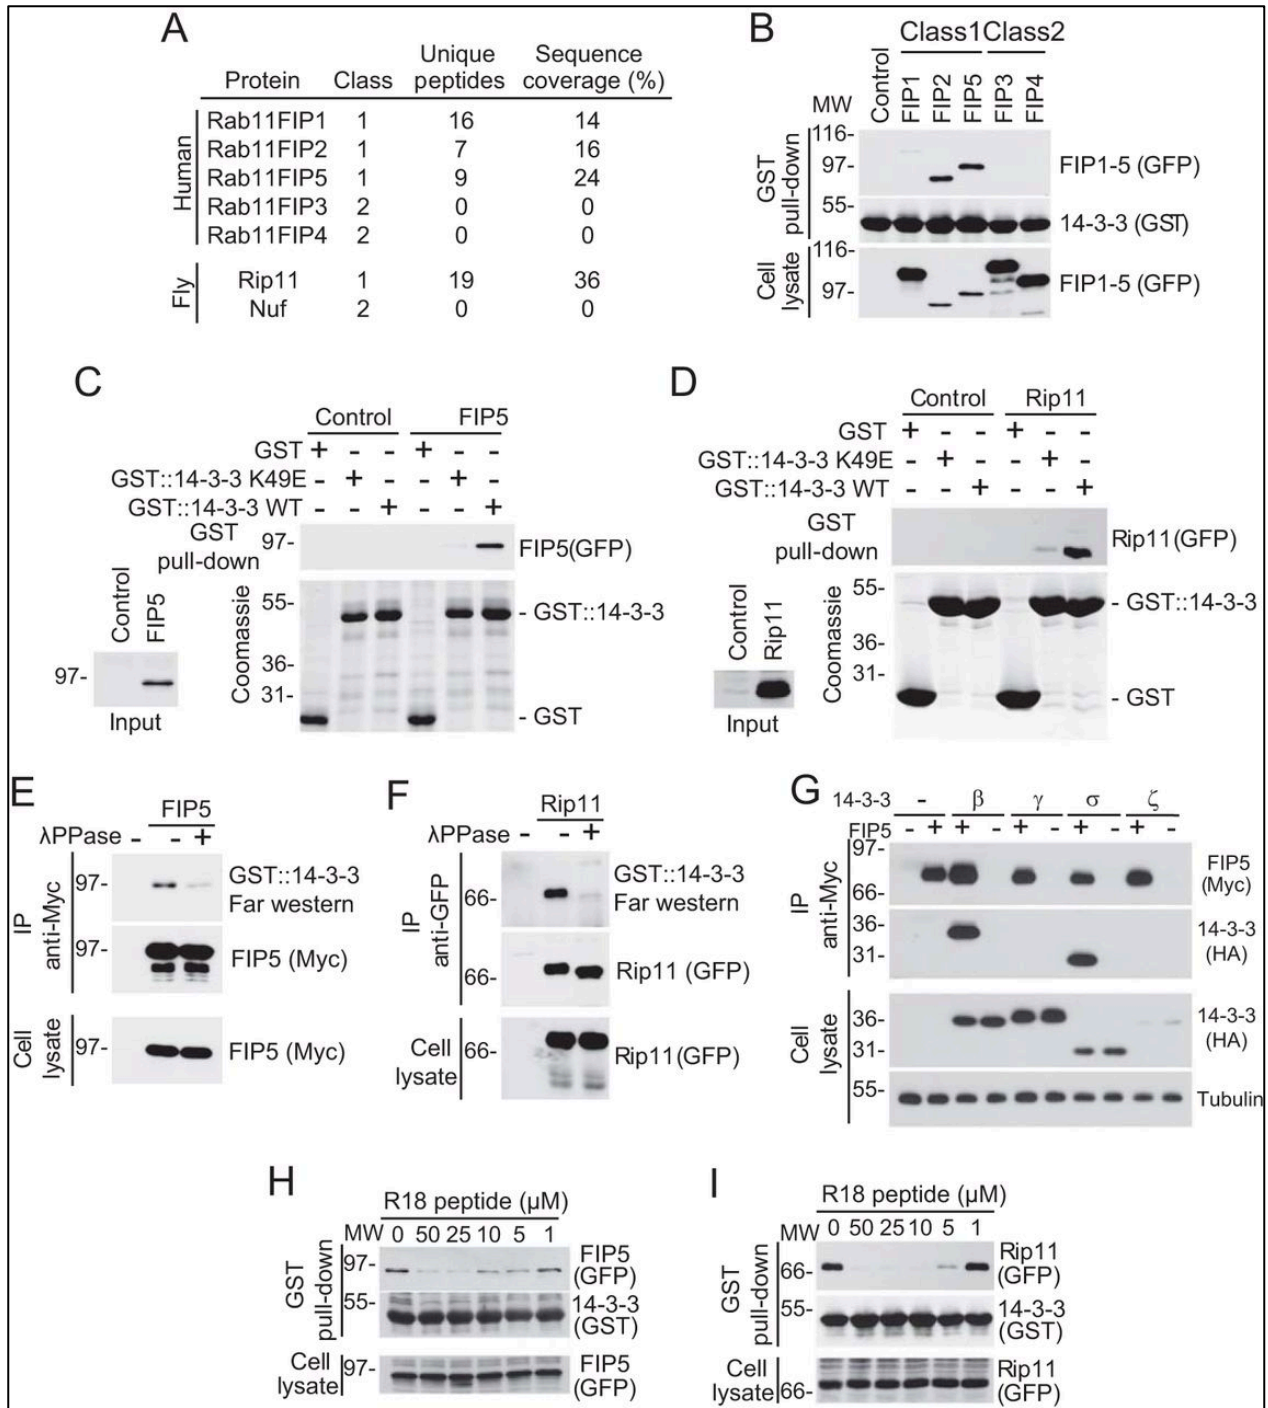 A
Protein Class Unique peptides Sequence coverage (%)
Human
Rab11FIP1 1 16 14
Rab11FIP2 1 7 16
Rab11FIP5 1 9 24
Rab11FIP3 2 0 0
Rab11FIP4 2 0 0
Fly
Rip11 1 19 36
Nuf 2 0 0
B
Class1 Class2
MW Control FIP1 FIP2 FIP5 FIP3 FIP4
GST pull-down
116-
97- FIP1-5 (GFP)
55-
14-3-3 (GST)
Cell lysate
116-
97- FIP1-5 (GFP)
C
Control FIP5
GST + - - + - -
GST::14-3-3 K49E - + - - + -
GST::14-3-3 WT - - + - - +
GST pull-down
97- FIP5(GFP)
Coomassie
55- - GST::14-3-3
36-
31-
- GST
Control FIP5
97-
Input
D
Control Rip11
GST + - - + - -
GST::14-3-3 K49E - + - - + -
GST::14-3-3 WT - - + - - +
GST pull-down
Rip11(GFP)
Coomassie
55- - GST::14-3-3
36-
31-
- GST
Control Rip11
Input
E
FIP5
λPPase - - +
IP anti-Myc
97- GST::14-3-3 Far western
97- FIP5 (Myc)
Cell lysate
97- FIP5 (Myc)
F
Rip11
λPPase - - +
IP anti-GFP
66- GST::14-3-3 Far western
66- Rip11 (GFP)
Cell lysate
66- Rip11(GFP)
G
14-3-3 - β γ σ ζ
FIP5 - + + - + - + - + -
IP anti-Myc
97- FIP5 (Myc)
66-
36- 14-3-3 (HA)
31-
Cell lysate
36- 14-3-3 (HA)
31-
55- Tubulin
H
R18 peptide (μM)
MW 0 50 25 10 5 1
GST pull-down
97- FIP5 (GFP)
55- 14-3-3 (GST)
Cell lysate
97- FIP5 (GFP)
I
R18 peptide (μM)
MW 0 50 25 10 5 1
GST pull-down
66- Rip11 (GFP)
55- 14-3-3 (GST)
Cell lysate
66- Rip11 (GFP)